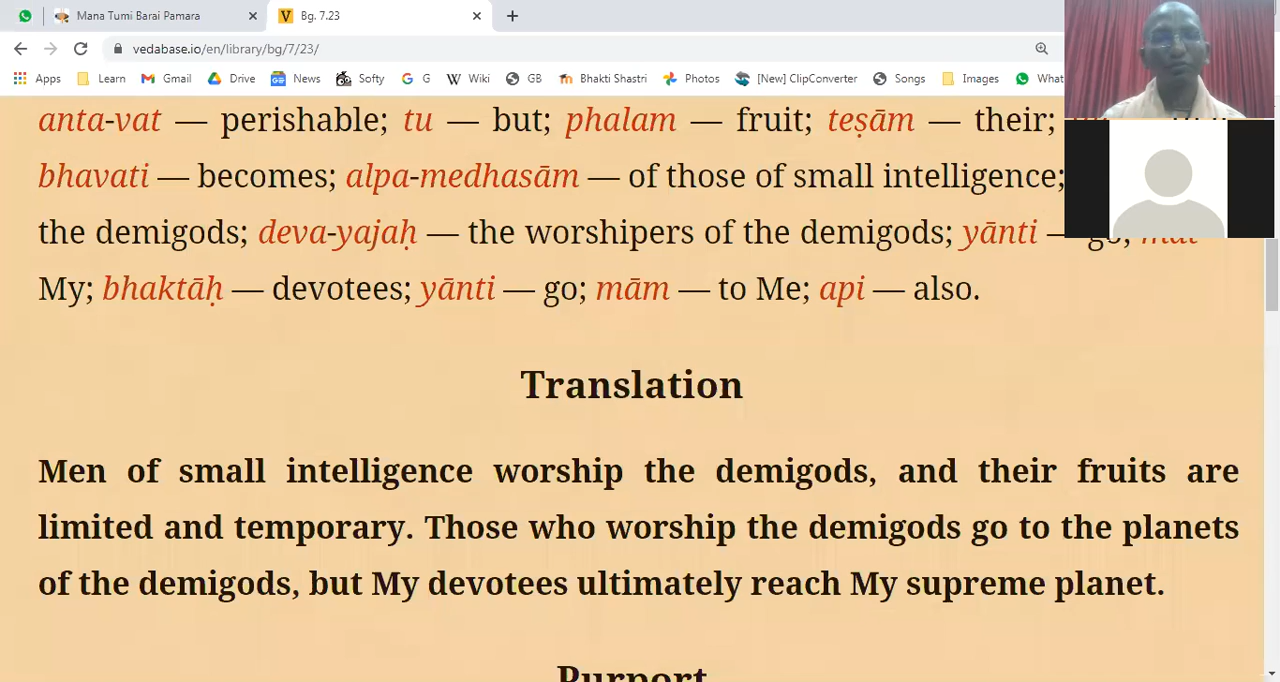 Mana Tumi Barai Pamara
Bg. 7.23
vedabase.io/en/library/bg/7/23/
Apps Learn Gmail Drive News Softy G Wiki GB Bhakti Shastri Photos [New] ClipConverter Songs Images What
anta-vat — perishable; tu — but; phalam — fruit; teṣām — their;
bhavati — becomes; alpa-medhasām — of those of small intelligence;
the demigods; deva-yajaḥ — the worshipers of the demigods; yānti — go;
My; bhaktāḥ — devotees; yānti — go; mām — to Me; api — also.
Translation
Men of small intelligence worship the demigods, and their fruits are
limited and temporary. Those who worship the demigods go to the planets
of the demigods, but My devotees ultimately reach My supreme planet.
Purport